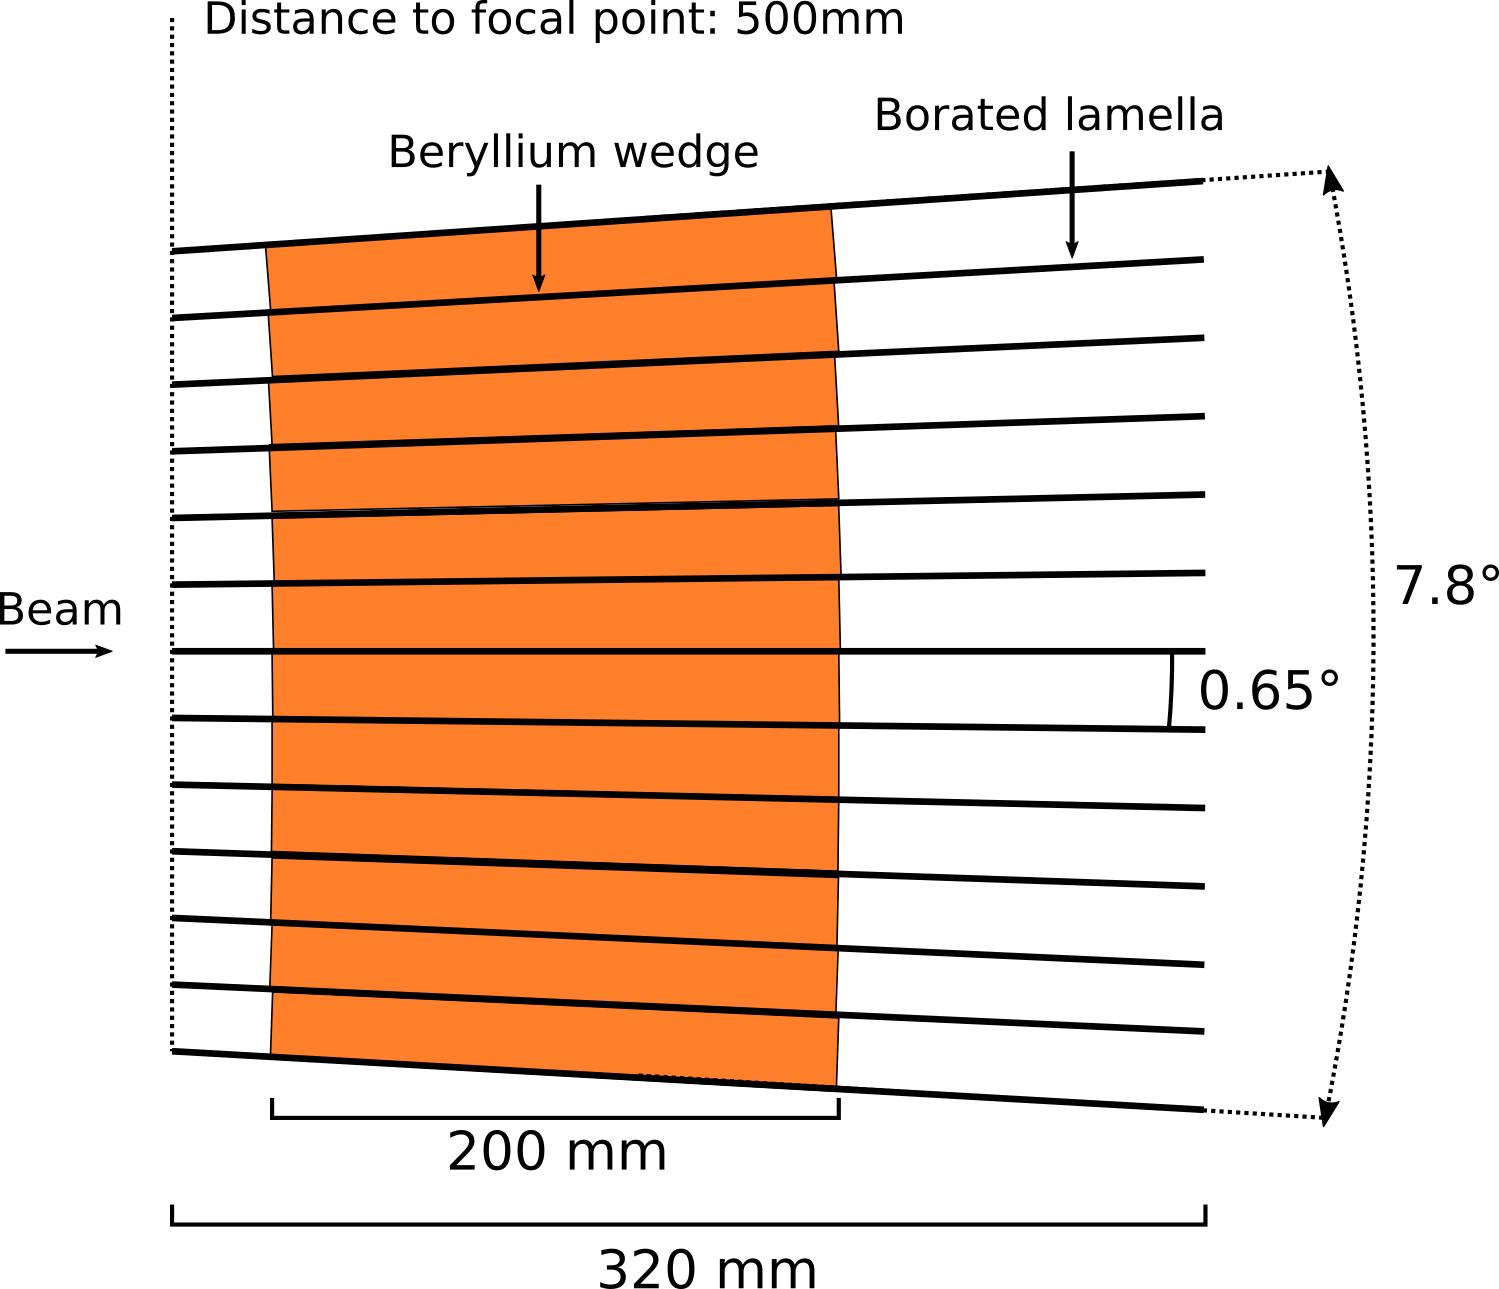 Distance to focal point: 500mm
Borated lamella
Beryllium wedge
7.8°
Beam
0.65°
200 mm
320 mm